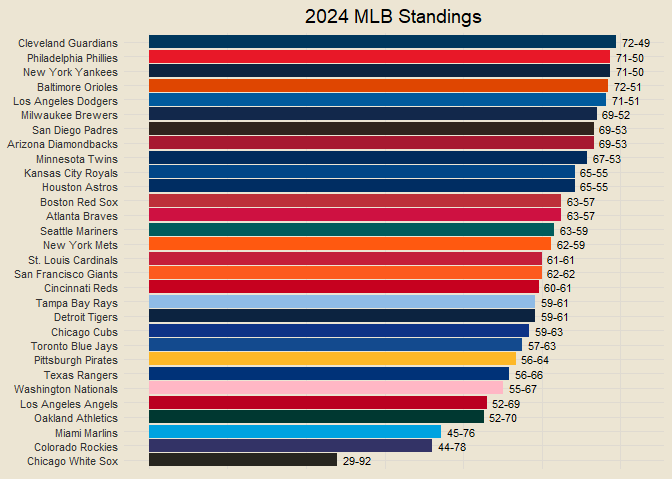 2024 MLB Standings
Cleveland Guardians 72-49
Philadelphia Phillies 71-50
New York Yankees 71-50
Baltimore Orioles 72-51
Los Angeles Dodgers 71-51
Milwaukee Brewers 69-52
San Diego Padres 69-53
Arizona Diamondbacks 69-53
Minnesota Twins 67-53
Kansas City Royals 65-55
Houston Astros 65-55
Boston Red Sox 63-57
Atlanta Braves 63-57
Seattle Mariners 63-59
New York Mets 62-59
St. Louis Cardinals 61-61
San Francisco Giants 62-62
Cincinnati Reds 60-61
Tampa Bay Rays 59-61
Detroit Tigers 59-61
Chicago Cubs 59-63
Toronto Blue Jays 57-63
Pittsburgh Pirates 56-64
Texas Rangers 56-66
Washington Nationals 55-67
Los Angeles Angels 52-69
Oakland Athletics 52-70
Miami Marlins 45-76
Colorado Rockies 44-78
Chicago White Sox 29-92